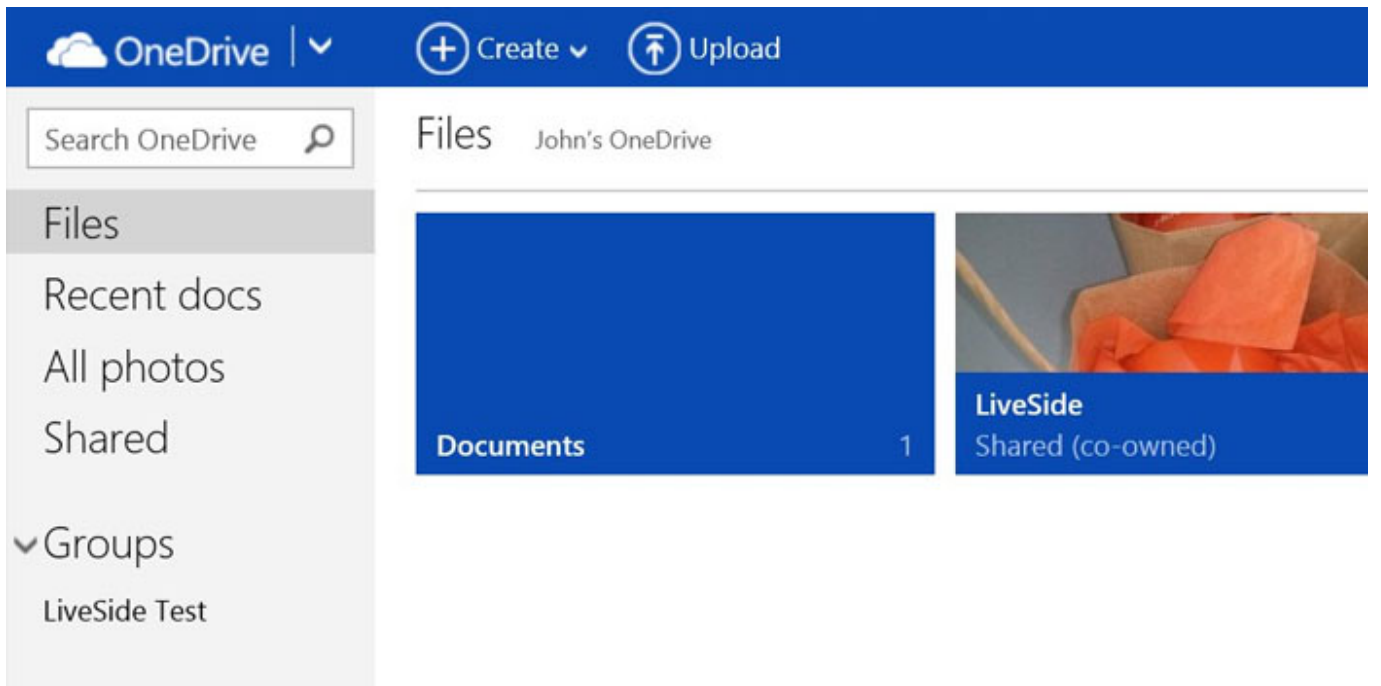 OneDrive
Create
Upload
Search OneDrive
Files
Recent docs
All photos
Shared
Groups
LiveSide Test
Files John's OneDrive
Documents 1
LiveSide
Shared (co-owned)